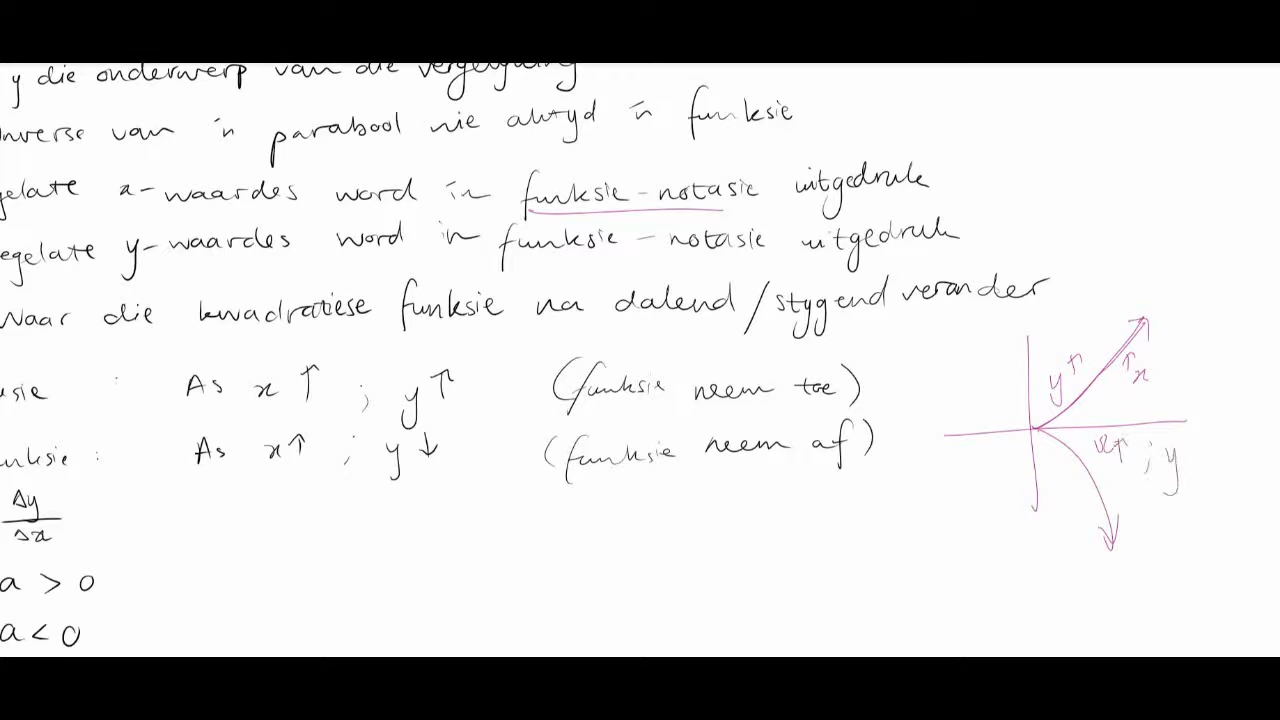 y die onderwerp van die vergelyking
nverse van 'n parabool nie altyd 'n funksie
gelate x-waardes word in funksie-notasie uitgedruk
egelate y-waardes word in funksie-notasie uitgedruk
Waar die kwadratiese funksie na dalend/stygend verander
ksie : As x ↑ ; y ↑ (funksie neem toe)
unksie : As x ↑ ; y ↓ (funksie neem af)
Δy
Δx
a > 0
a < 0
y ↑
↑ x
x ↑ ; y